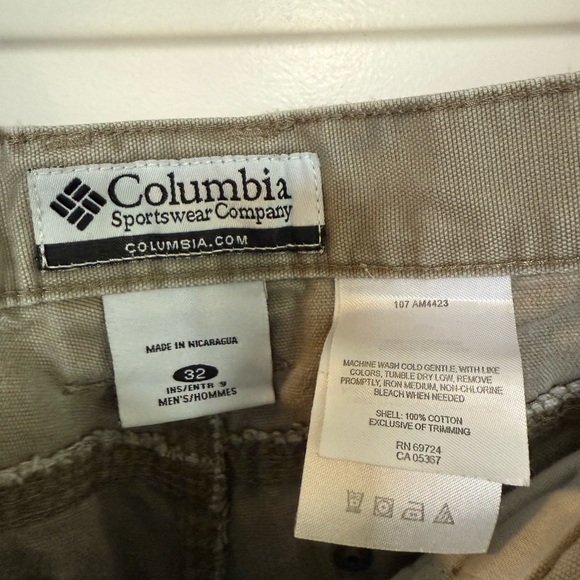 Columbia
Sportswear Company
COLUMBIA.COM
MADE IN NICARAGUA
32
INS/ENTR 9
MEN'S/HOMMES
107 AM4423
MACHINE WASH COLD GENTLE, WITH LIKE
COLORS, TUMBLE DRY LOW, REMOVE
PROMPTLY, IRON MEDIUM, NON-CHLORINE
BLEACH WHEN NEEDED
SHELL: 100% COTTON
EXCLUSIVE OF TRIMMING
RN 69724
CA 05367